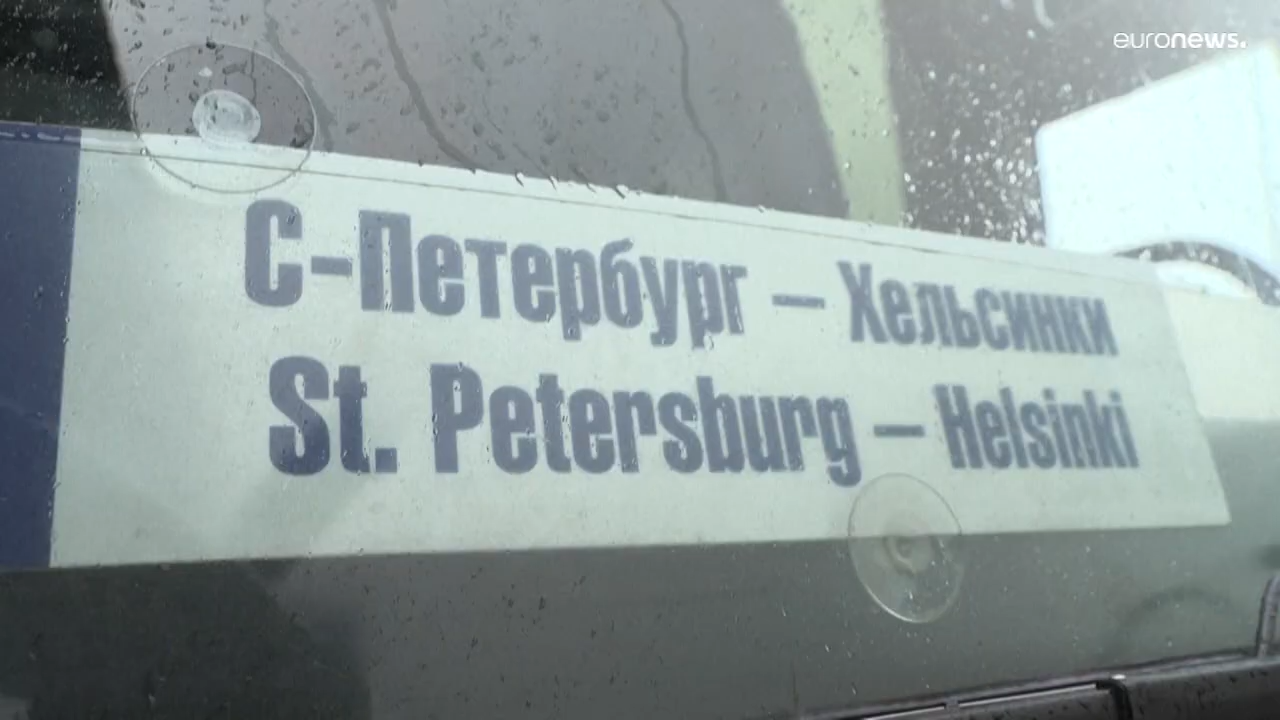 euronews.
С-Петербург – Хельсинки
St. Petersburg – Helsinki